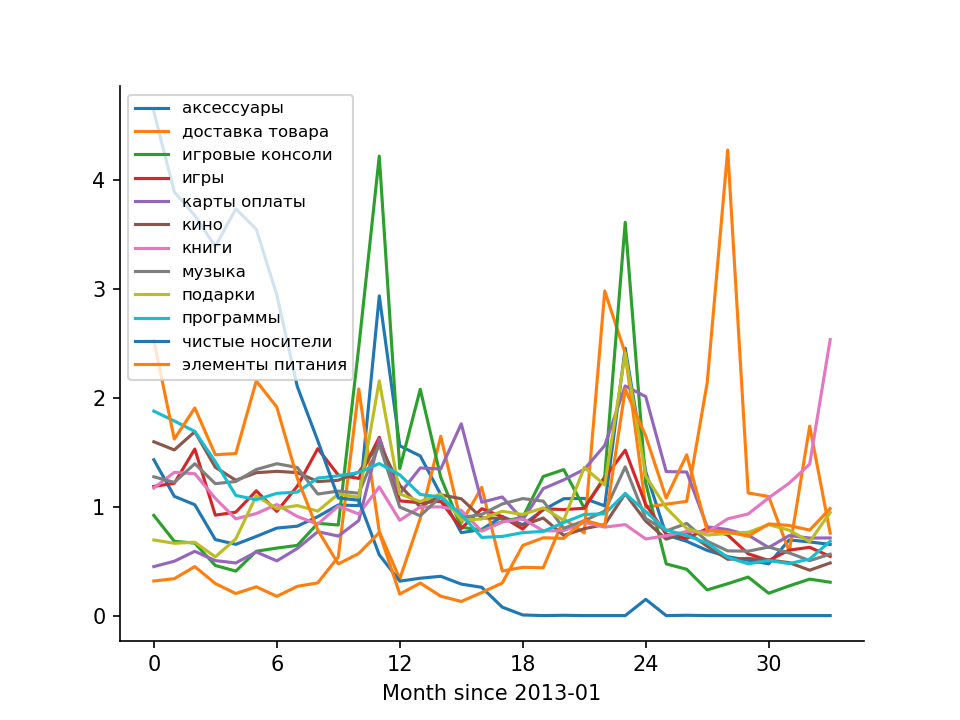 4
3
2
1
0
аксессуары
доставка товара
игровые консоли
игры
карты оплаты
кино
книги
музыка
подарки
программы
чистые носители
элементы питания
0 6 12 18 24 30
Month since 2013-01